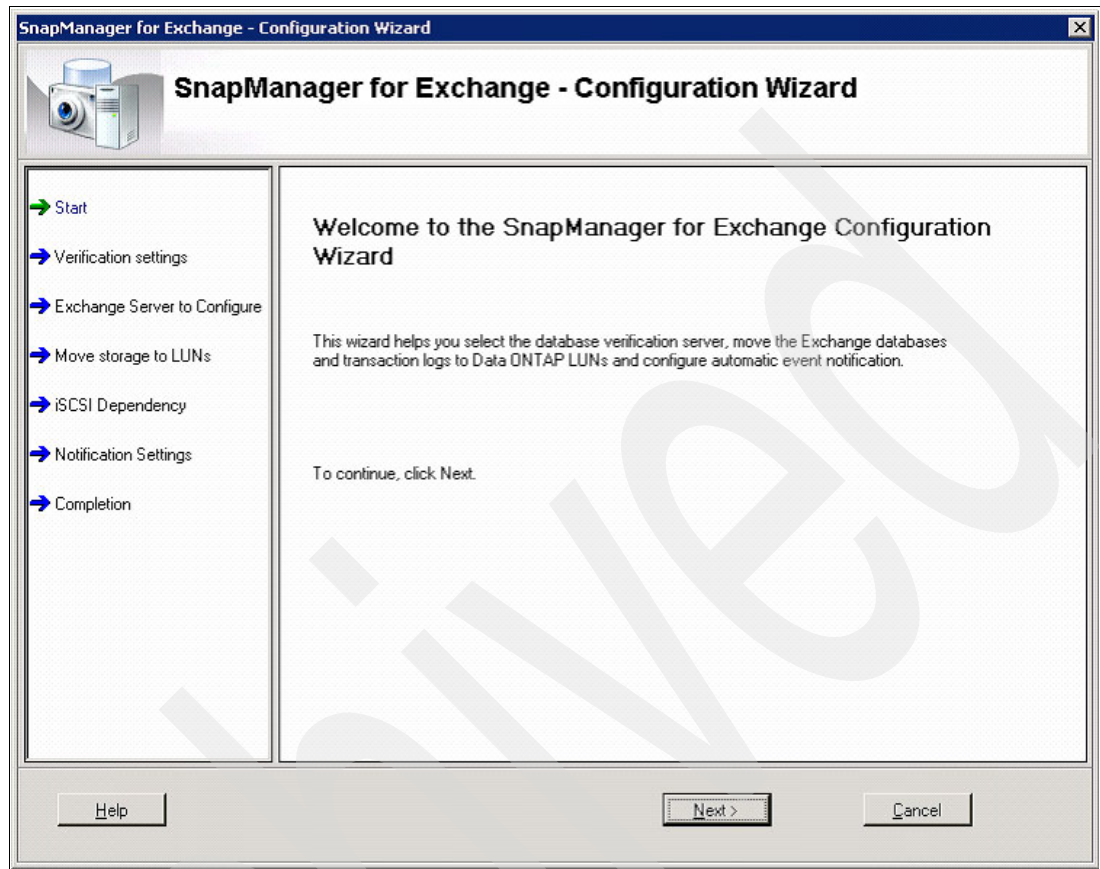 SnapManager for Exchange - Configuration Wizard
SnapManager for Exchange - Configuration Wizard
Start
Verification settings
Exchange Server to Configure
Move storage to LUNs
iSCSI Dependency
Notification Settings
Completion
Welcome to the SnapManager for Exchange Configuration
Wizard
This wizard helps you select the database verification server, move the Exchange databases
and transaction logs to Data ONTAP LUNs and configure automatic event notification.
To continue, click Next.
Help
Next >
Cancel
hived